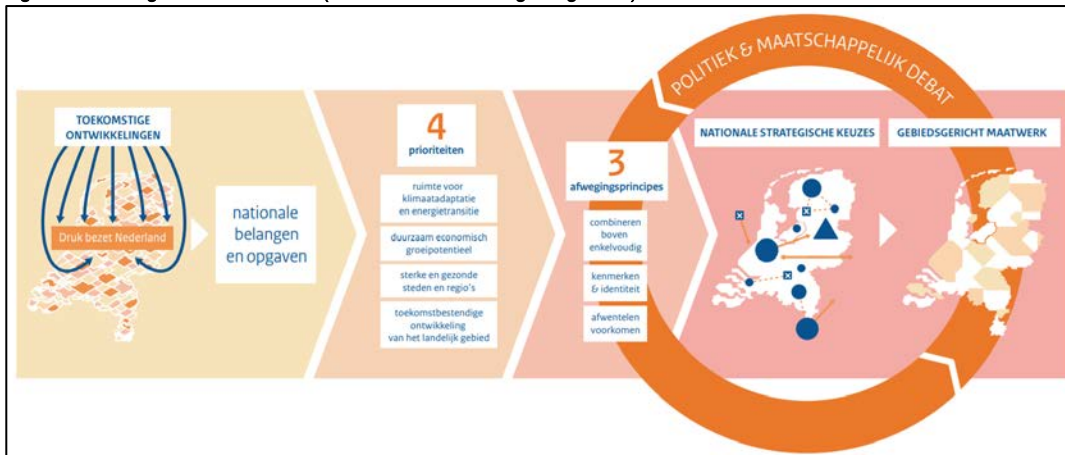 TOEKOMSTIGE
ONTWIKKELINGEN
Druk bezet Nederland
nationale
belangen
en opgaven
4
prioriteiten
ruimte voor
klimaatadaptatie
en energietransitie
duurzaam economisch
groeipotentieel
sterke en gezonde
steden en regio's
toekomstbestendige
ontwikkeling
van het landelijk gebied
3
afwegingsprincipes
combineren
boven
enkelvoudig
kenmerken
& identiteit
afwentelen
voorkomen
POLITIEK & MAATSCHAPPELIJK DEBAT
NATIONALE STRATEGISCHE KEUZES
GEBIEDSGERICHT MAATWERK